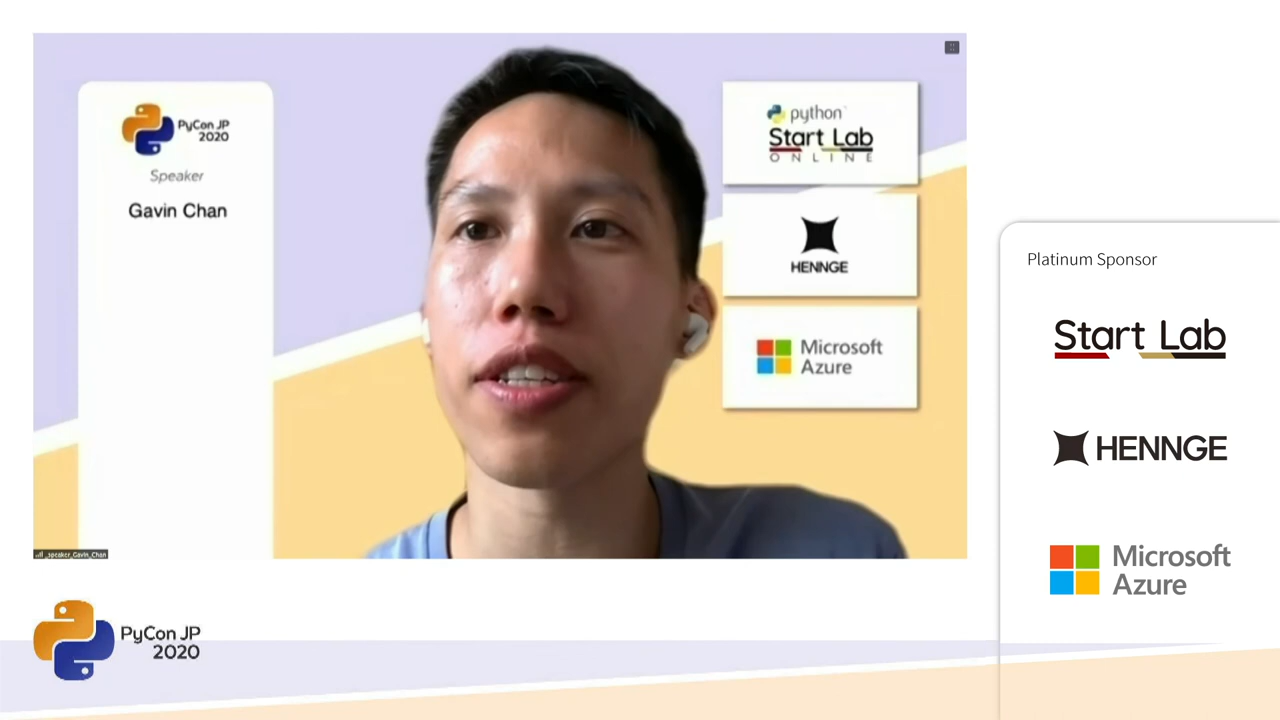 PyCon JP
2020
Speaker
Gavin Chan
python
Start Lab
ONLINE
HENNGE
Microsoft
Azure
_speaker_Gavin_Chan
Platinum Sponsor
Start Lab
HENNGE
Microsoft
Azure
PyCon JP
2020